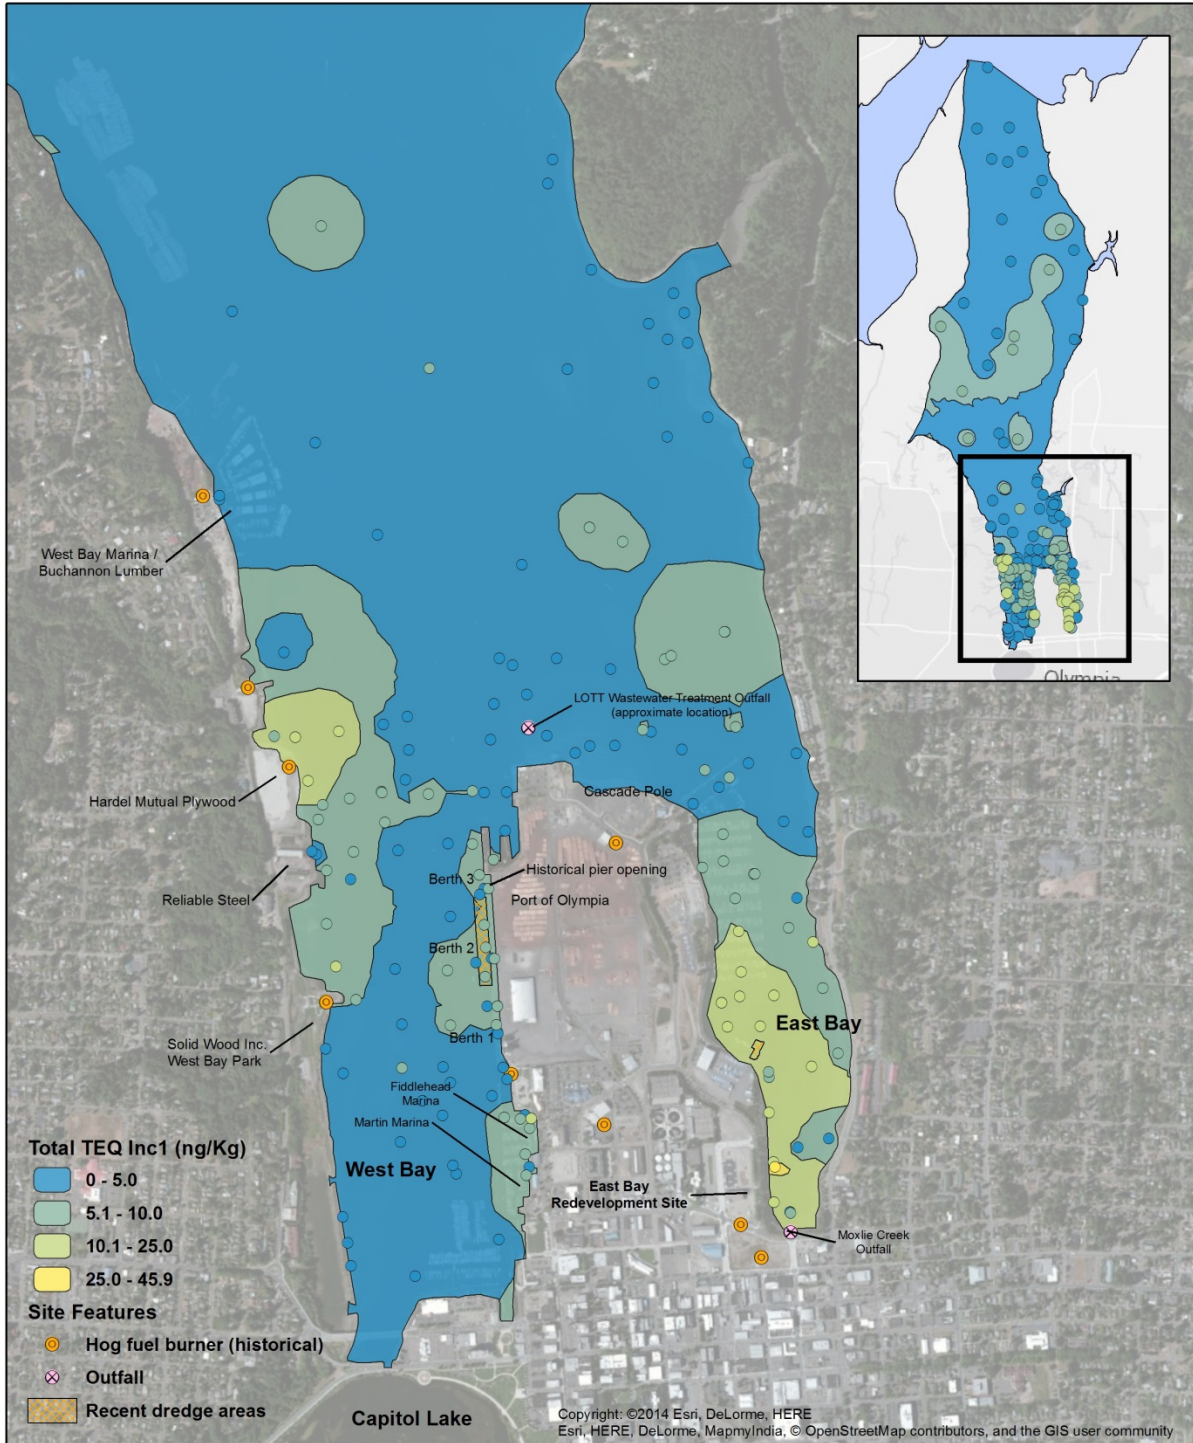 Olympia
West Bay Marina /
Buchannon Lumber
LOTT Wastewater Treatment Outfall
(approximate location)
Hardel Mutual Plywood
Cascade Pole
Berth 3
Historical pier opening
Reliable Steel
Port of Olympia
Berth 2
East Bay
Solid Wood Inc.
West Bay Park
Berth 1
Fiddlehead
Marina
Martin Marina
West Bay
East Bay
Redevelopment Site
Moxlie Creek
Outfall
Total TEQ Inc1 (ng/Kg)
0 - 5.0
5.1 - 10.0
10.1 - 25.0
25.0 - 45.9
Site Features
Hog fuel burner (historical)
Outfall
Recent dredge areas
Capitol Lake
Copyright: ©2014 Esri, DeLorme, HERE
Esri, HERE, DeLorme, MapmyIndia, © OpenStreetMap contributors, and the GIS user community